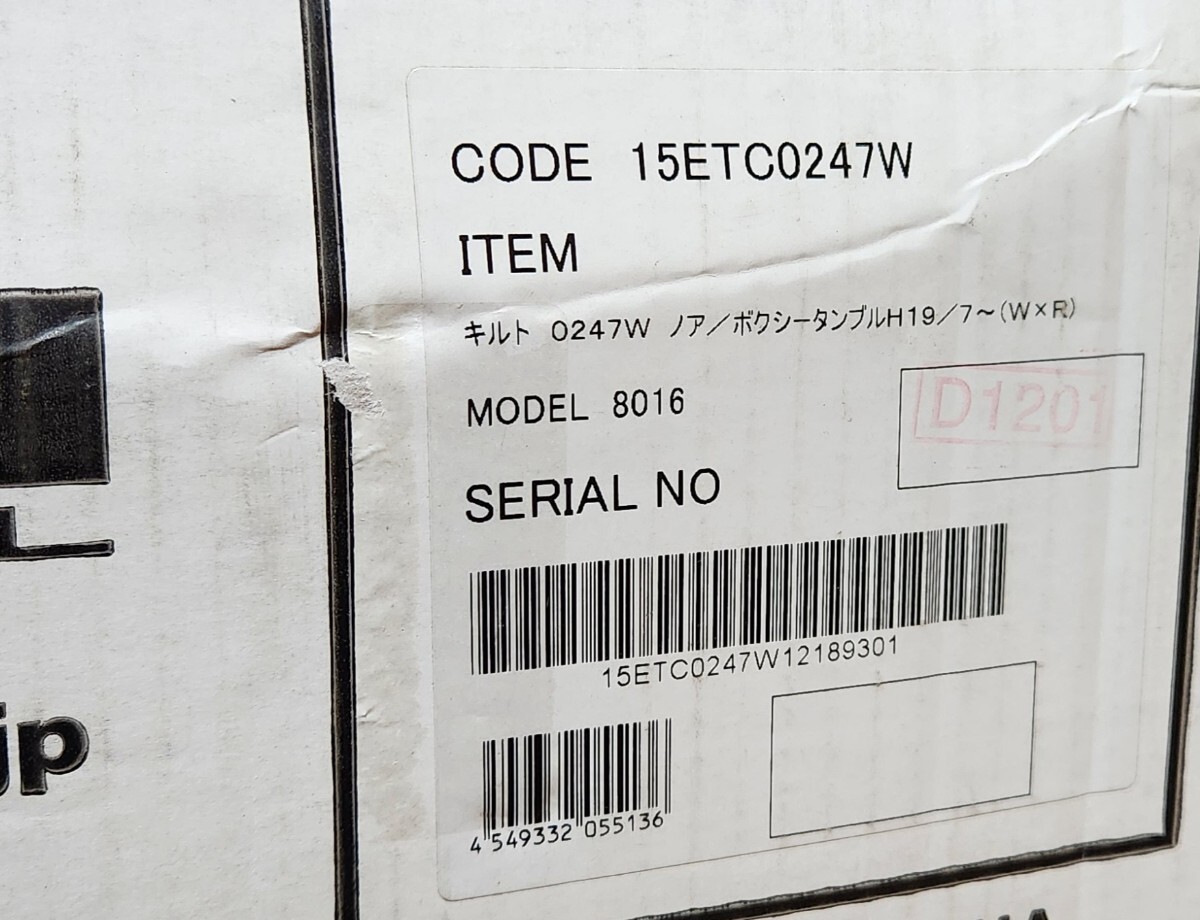 CODE 15ETC0247W
ITEM
キルト 0247W ノア/ボクシータンブルH19/7~(W×R)
MODEL 8016
D1201
SERIAL NO
15ETC0247W12189301
4 549332 055136
L
jp